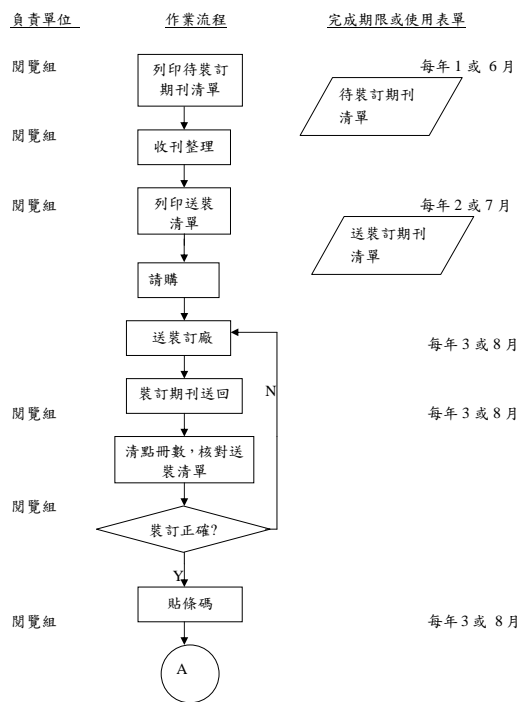 負責單位 作業流程 完成期限或使用表單
閱覽組 每年 1 或 6 月
列印待裝訂
期刊清單
待裝訂期刊
清單
閱覽組
收刊整理
閱覽組 每年 2 或 7 月
列印送裝
清單
送裝訂期刊
清單
請購
送裝訂廠 每年 3 或 8 月
裝訂期刊送回 N
閱覽組 每年 3 或 8 月
清點冊數，核對送
裝清單
閱覽組
裝訂正確?
Y
貼條碼
閱覽組 每年 3 或 8 月
A